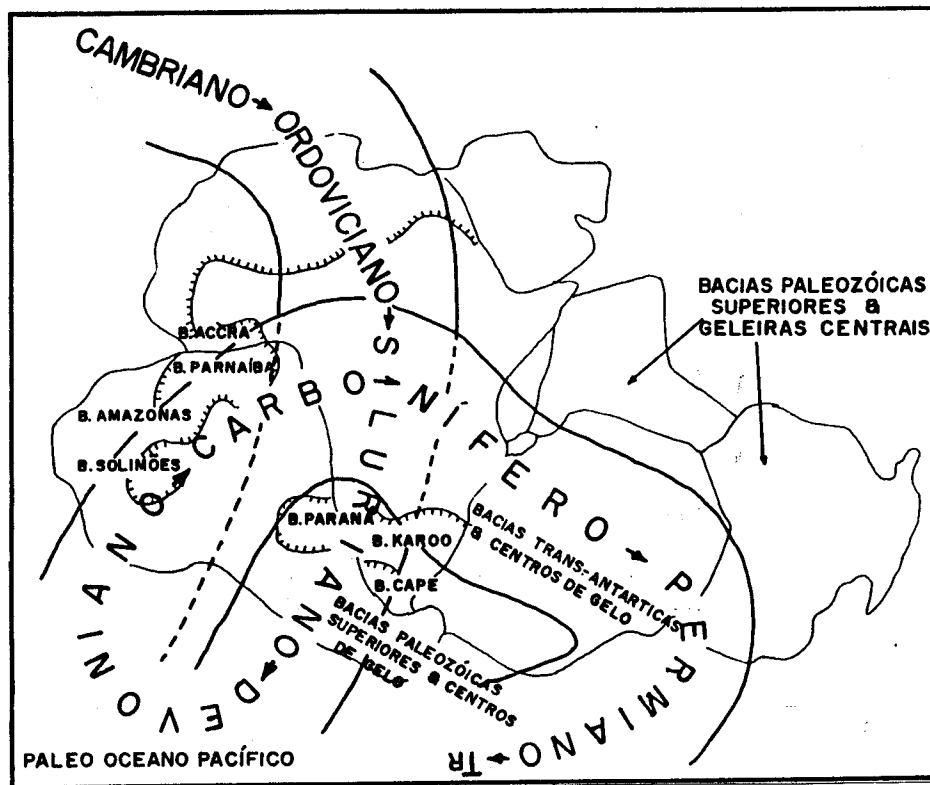 CAMBRIANO → ORDOVICIANO → SILURIANO → DEVONIANO → CARBONÍFERO → PERMIANO → TR
BACIAS PALEOZÓICAS
SUPERIORES &
GELEIRAS CENTRAIS
B. ACCRA
B. PARNAÍBA
B. AMAZONAS
B. SOLIMÕES
B. PARANÁ
B. KAROO
B. CAPE
BACIAS TRANS-ANTARTICAS
& CENTROS DE GELO
BACIAS PALEOZÓICAS
SUPERIORES & CENTROS
DE GELO
PALEO OCEANO PACÍFICO